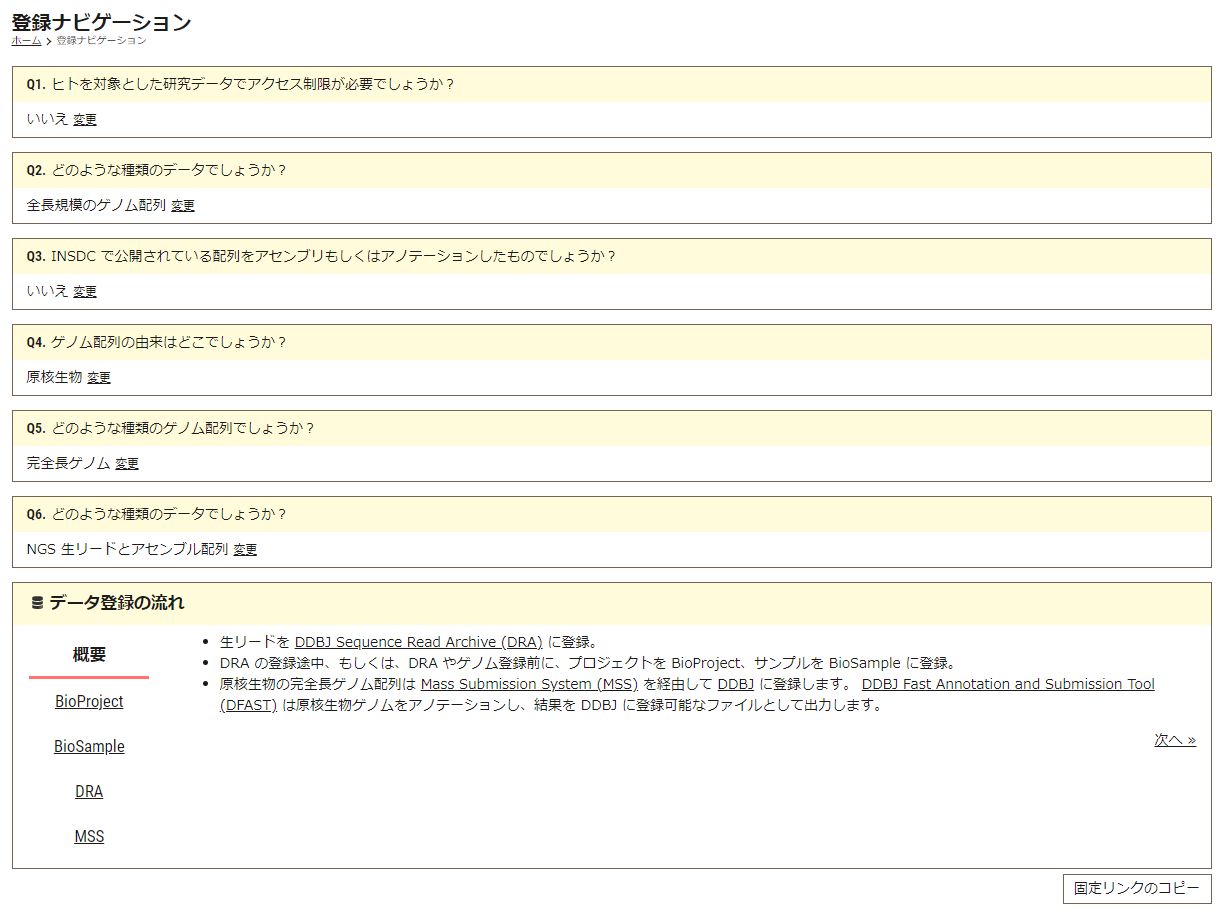 登録ナビゲーション
ホーム > 登録ナビゲーション
Q1. ヒトを対象とした研究データでアクセス制限が必要でしょうか？
いいえ 変更
Q2. どのような種類のデータでしょうか？
全長規模のゲノム配列 変更
Q3. INSDC で公開されている配列をアセンブリもしくはアノテーションしたものでしょうか？
いいえ 変更
Q4. ゲノム配列の由来はどこでしょうか？
原核生物 変更
Q5. どのような種類のゲノム配列でしょうか？
完全長ゲノム 変更
Q6. どのような種類のデータでしょうか？
NGS 生リードとアセンブル配列 変更
データ登録の流れ
概要
BioProject
BioSample
DRA
MSS
• 生リードを DDBJ Sequence Read Archive (DRA) に登録。
• DRA の登録途中、もしくは、DRA やゲノム登録前に、プロジェクトを BioProject、サンプルを BioSample に登録。
• 原核生物の完全長ゲノム配列は Mass Submission System (MSS) を経由して DDBJ に登録します。 DDBJ Fast Annotation and Submission Tool
(DFAST) は原核生物ゲノムをアノテーションし、結果を DDBJ に登録可能なファイルとして出力します。
次へ »
固定リンクのコピー